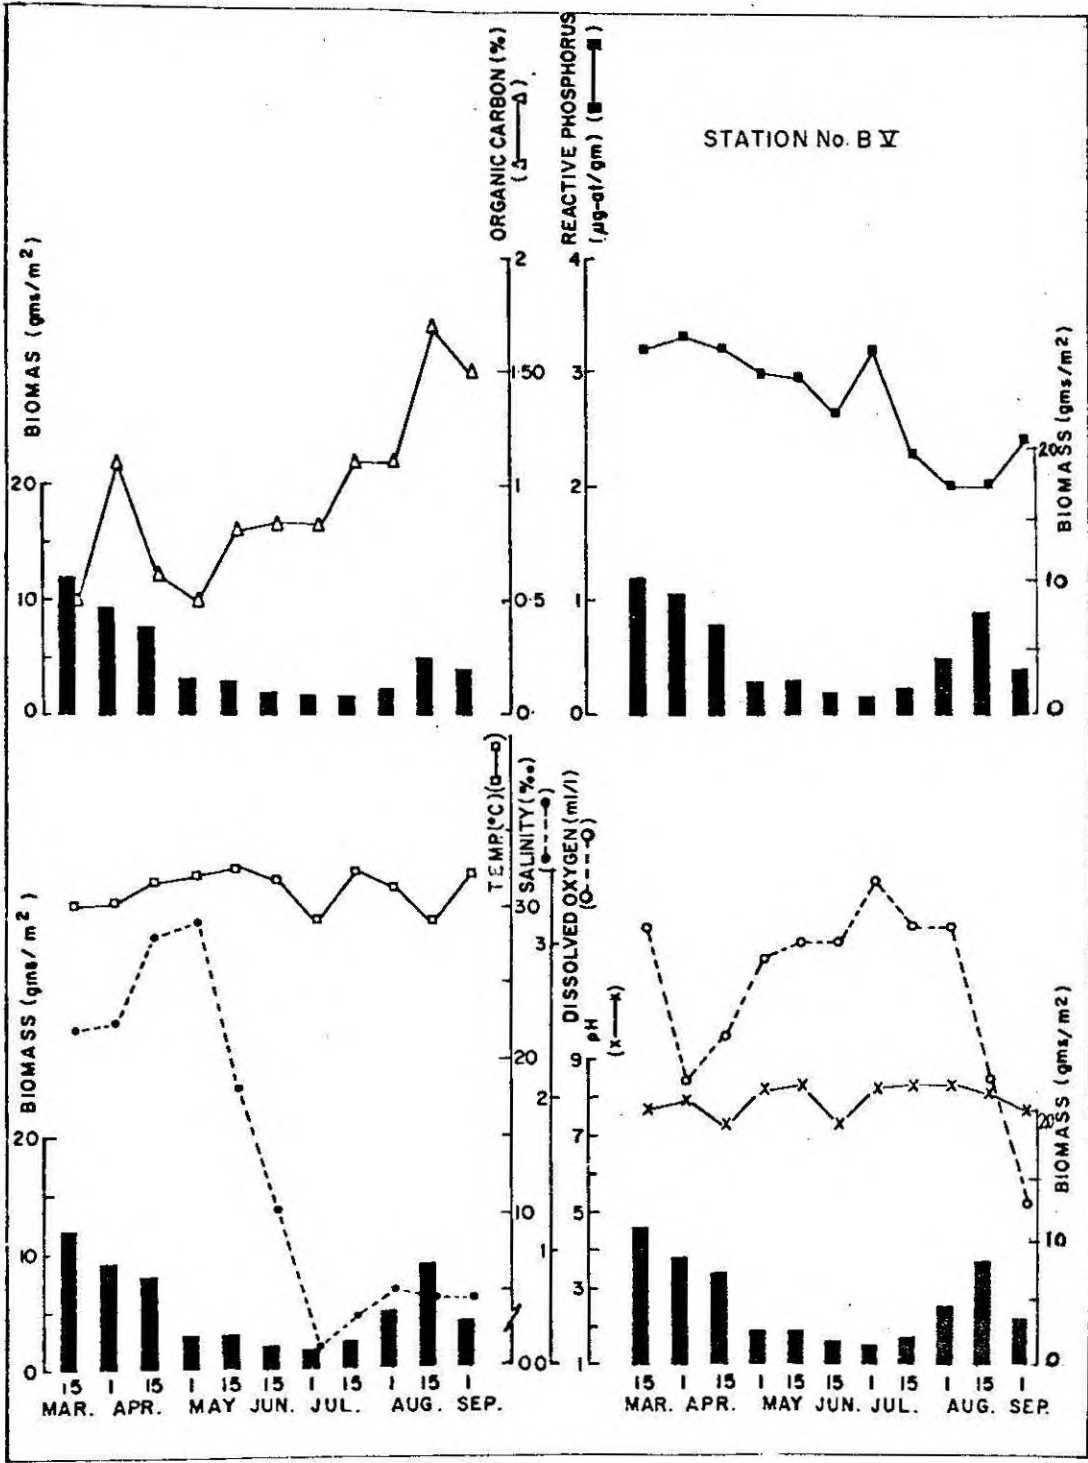 STATION No. B V
BIOMAS (gms/m²)
20
10
0
ORGANIC CARBON (%)
(△——△)
2
1·50
1
0·5
0·
REACTIVE PHOSPHORUS
(µg-at/gm) (■——■)
4
3
2
1
0
BIOMASS (gms/m2)
20
10
0
BIOMASS (gms/m²)
20
10
0
TEMP.(°C)(□—□)
30
20
10
0
SALINITY (‰)
(●----●)
3
2
1
0
DISSOLVED OXYGEN (ml/l)
(○----○)
pH
(x——x)
9
7
5
3
1
BIOMASS (gms/m2)
20
10
0
15 1 15 1 15 15 1 15 1 15 1
MAR. APR. MAY JUN. JUL. AUG. SEP.
15 1 15 1 15 15 1 15 1 15 1
MAR. APR. MAY JUN. JUL. AUG. SEP.